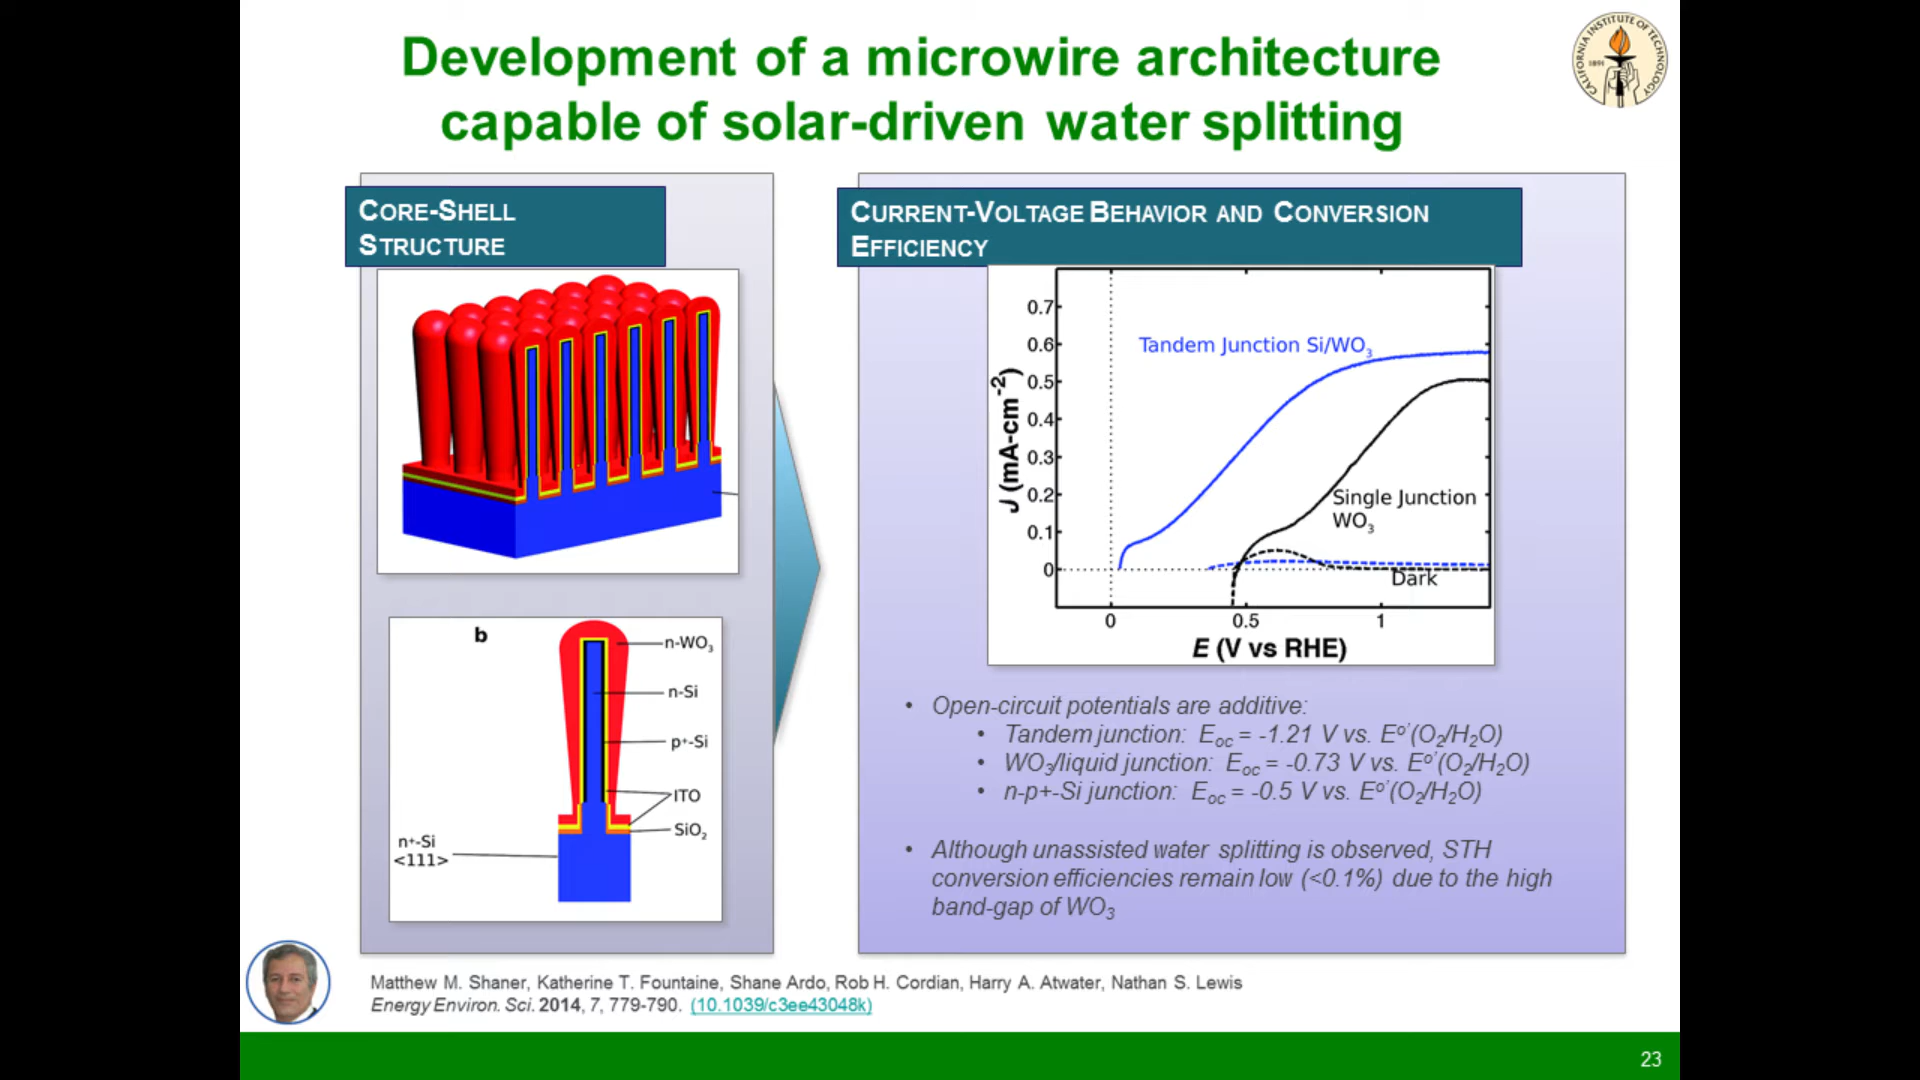 Development of a microwire architecture
capable of solar-driven water splitting
CALIFORNIA INSTITUTE OF TECHNOLOGY
1891
CORE-SHELL
STRUCTURE
CURRENT-VOLTAGE BEHAVIOR AND CONVERSION
EFFICIENCY
0.7
0.6
0.5
0.4
0.3
0.2
0.1
0
J (mA-cm⁻²)
Tandem Junction Si/WO₃
Single Junction
WO₃
Dark
0 0.5 1
E (V vs RHE)
b
n-WO₃
n-Si
p⁺-Si
ITO
SiO₂
n⁺-Si
<111>
• Open-circuit potentials are additive:
• Tandem junction: Eoc = -1.21 V vs. Eo'(O₂/H₂O)
• WO₃/liquid junction: Eoc = -0.73 V vs. Eo'(O₂/H₂O)
• n-p+-Si junction: Eoc = -0.5 V vs. Eo'(O₂/H₂O)
• Although unassisted water splitting is observed, STH
conversion efficiencies remain low (<0.1%) due to the high
band-gap of WO₃
Matthew M. Shaner, Katherine T. Fountaine, Shane Ardo, Rob H. Cordian, Harry A. Atwater, Nathan S. Lewis
Energy Environ. Sci. 2014, 7, 779-790. (10.1039/c3ee43048k)
23